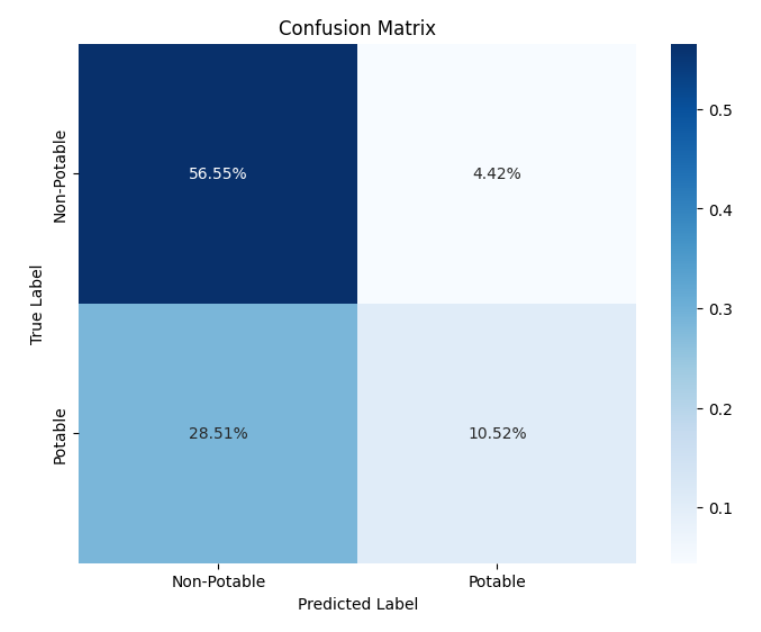 Confusion Matrix
True Label
Non-Potable
56.55%
4.42%
Potable
28.51%
10.52%
Non-Potable
Potable
Predicted Label
0.5
0.4
0.3
0.2
0.1